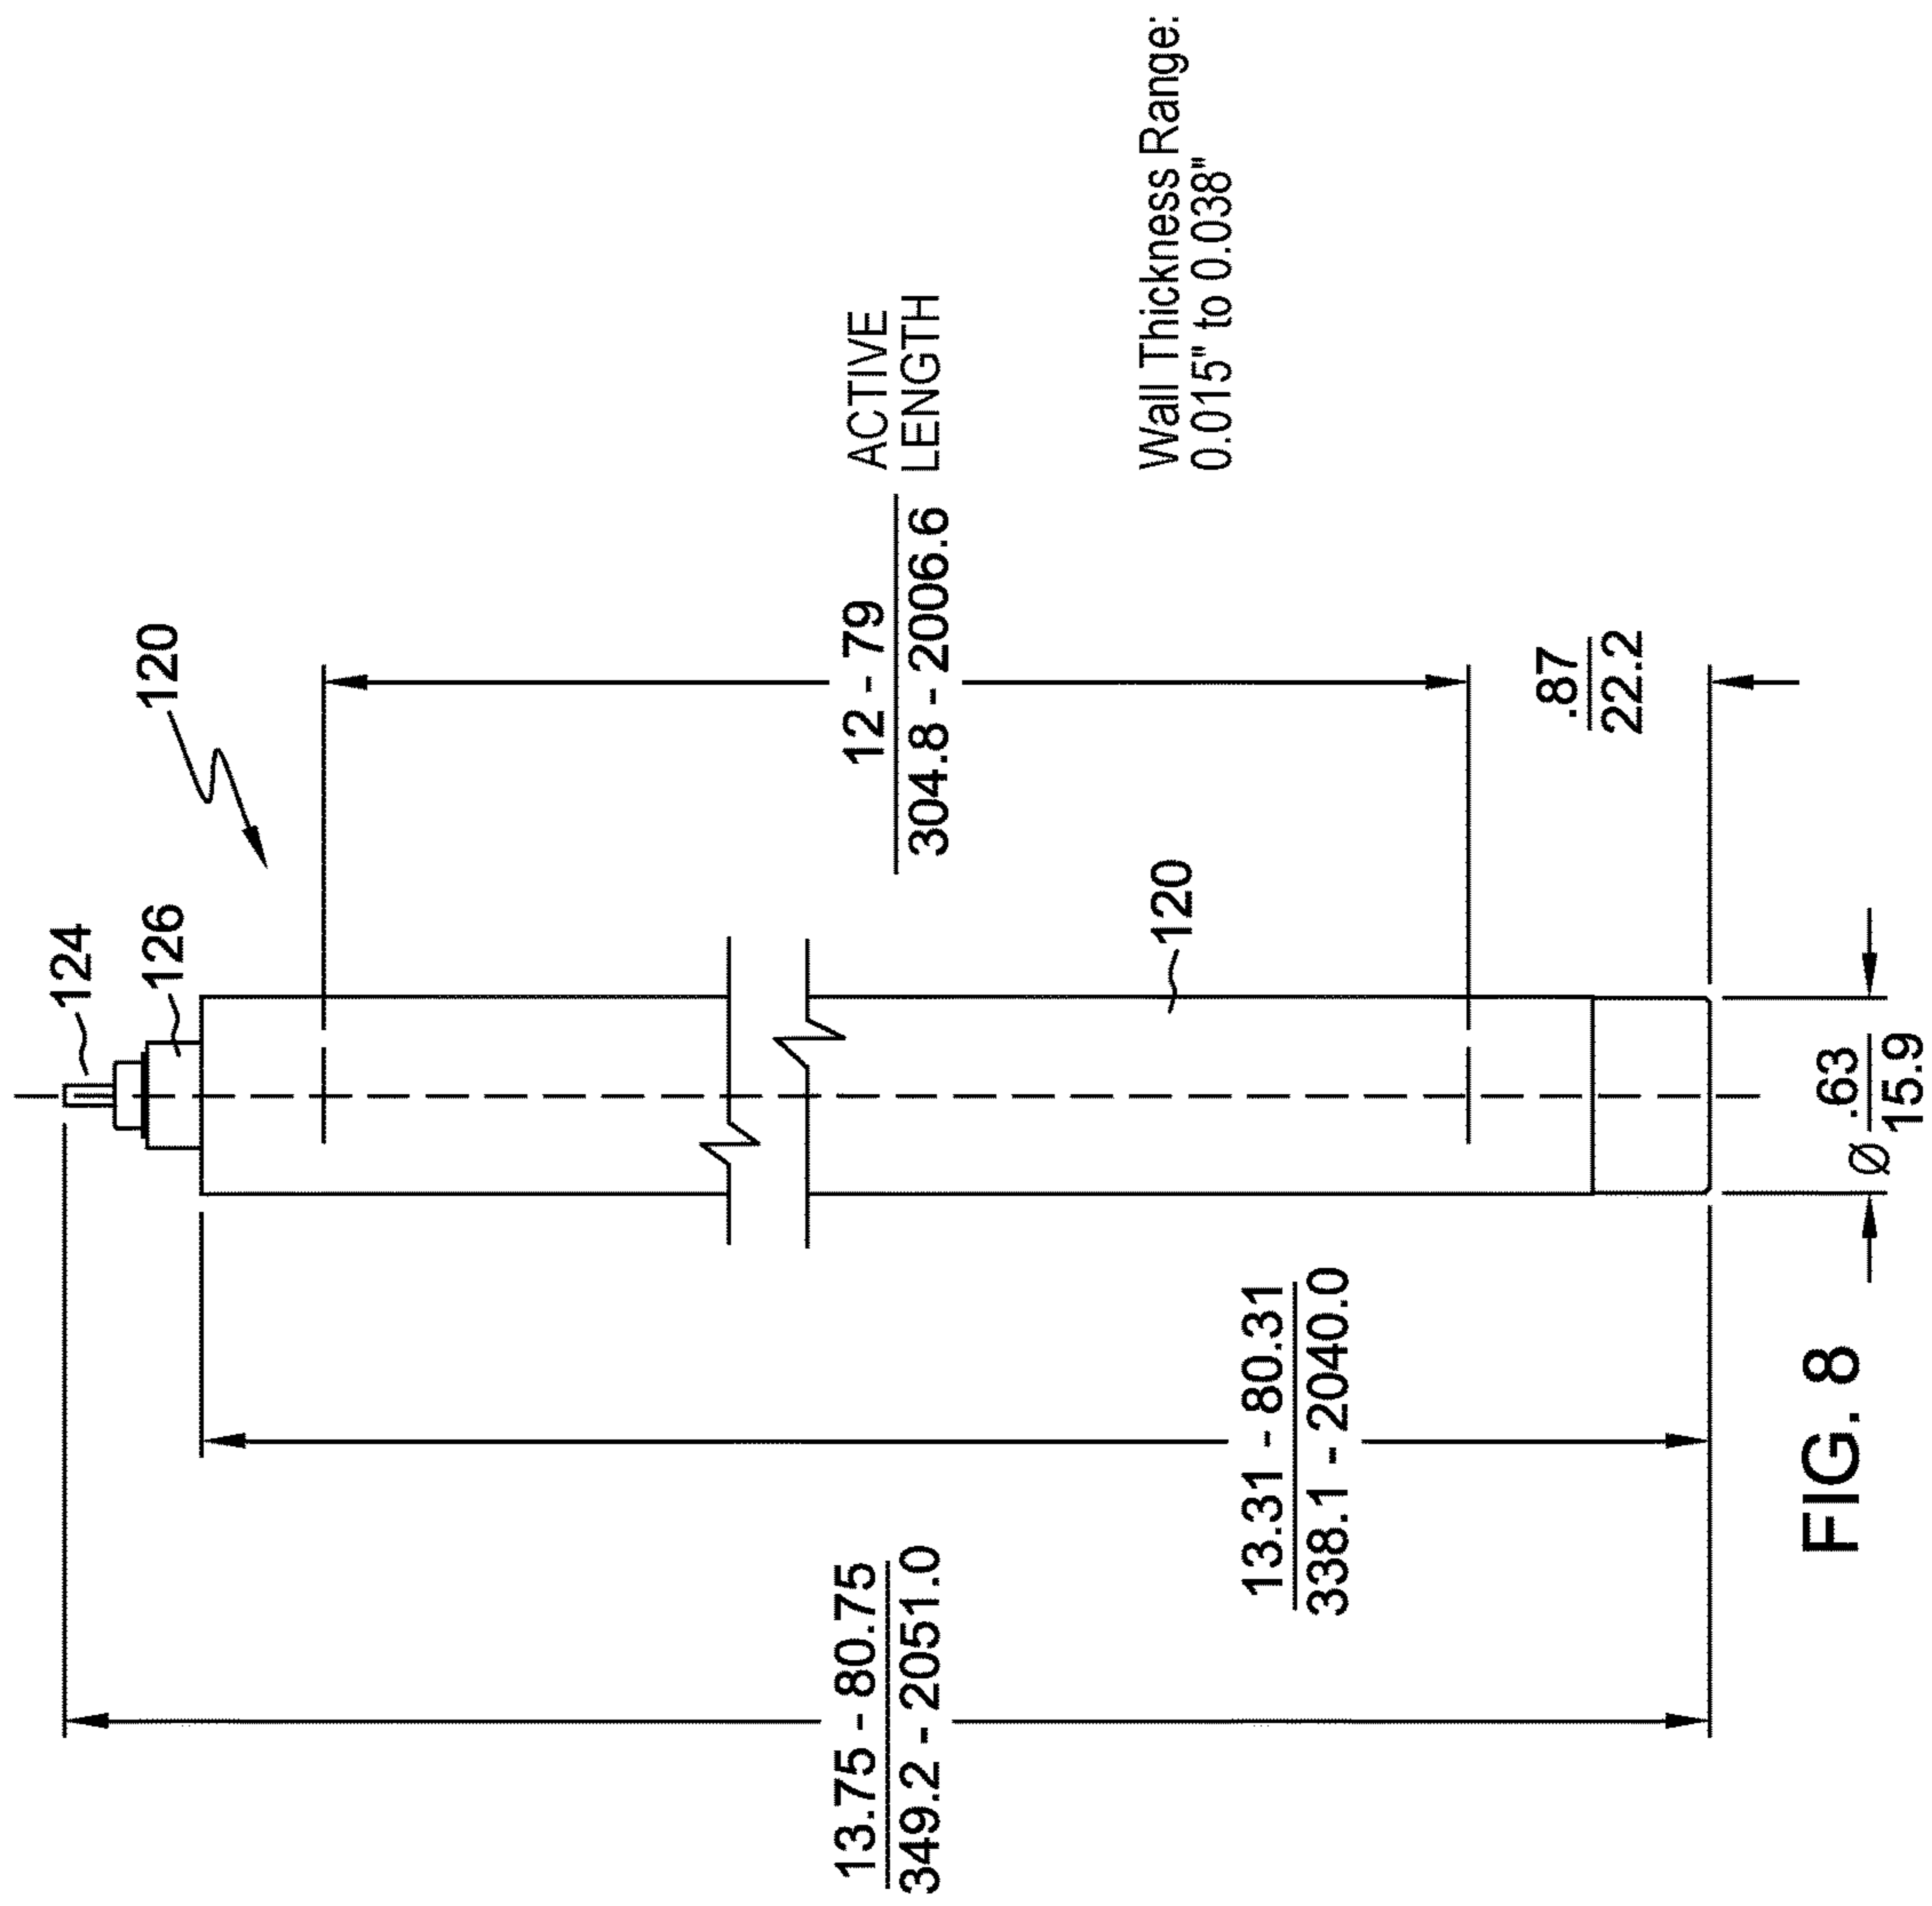 124
126
120
12 - 79
304.8 - 2006.6
ACTIVE
LENGTH
Wall Thickness Range:
0.015" to 0.038"
120
.87
22.2
13.75 - 80.75
349.2 - 2051.0
13.31 - 80.31
338.1 - 2040.0
Ø .63
15.9
FIG. 8